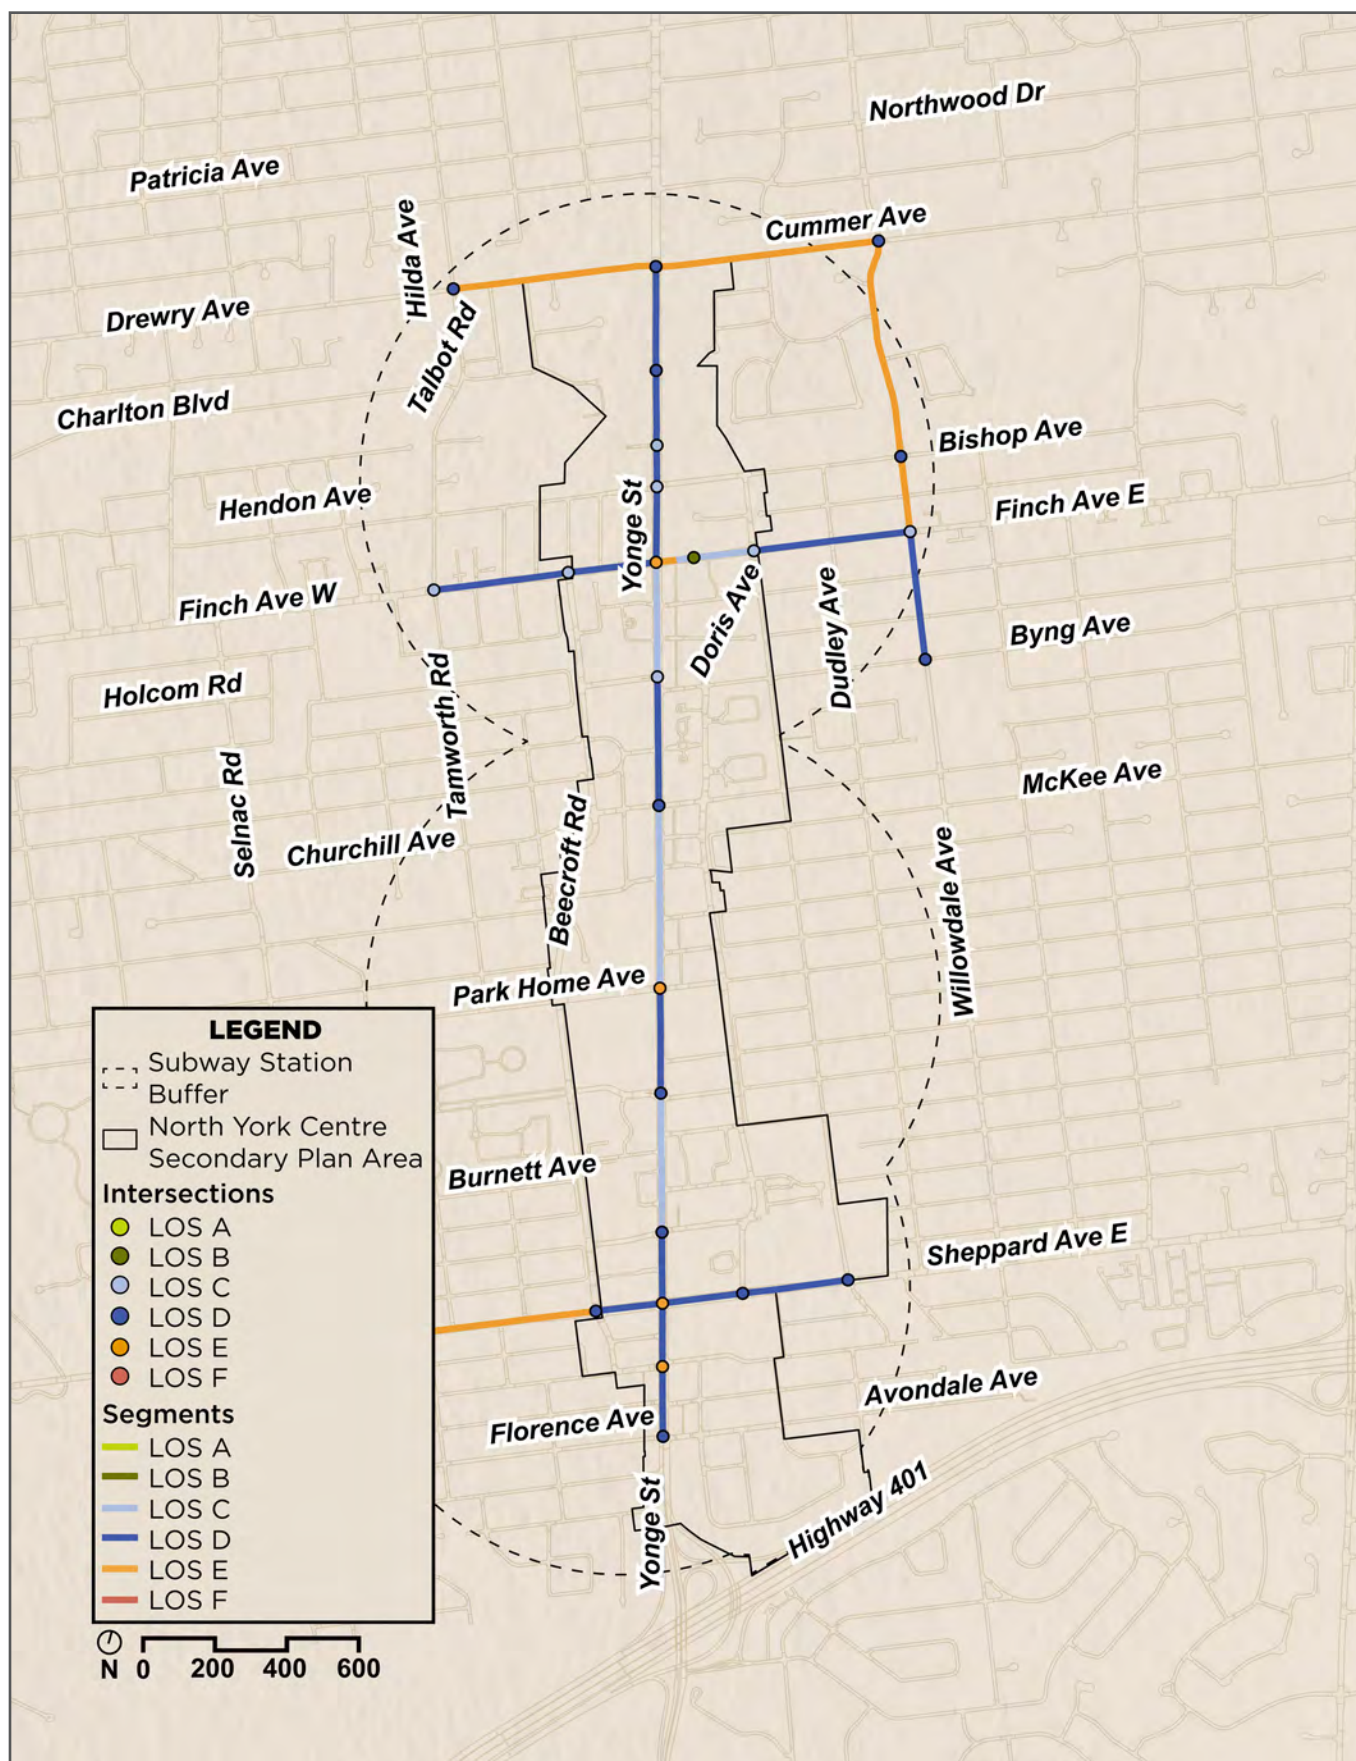 Northwood Dr
Patricia Ave
Cummer Ave
Hilda Ave
Drewry Ave
Talbot Rd
Charlton Blvd
Bishop Ave
Hendon Ave
Finch Ave E
Yonge St
Finch Ave W
Doris Ave
Dudley Ave
Byng Ave
Holcom Rd
Tamworth Rd
Selnac Rd
McKee Ave
Churchill Ave
Beecroft Rd
Willowdale Ave
Park Home Ave
LEGEND
Subway Station
Buffer
North York Centre
Secondary Plan Area
Intersections
LOS A
LOS B
LOS C
LOS D
LOS E
LOS F
Segments
LOS A
LOS B
LOS C
LOS D
LOS E
LOS F
Burnett Ave
Sheppard Ave E
Avondale Ave
Florence Ave
Yonge St
Highway 401
N 0 200 400 600